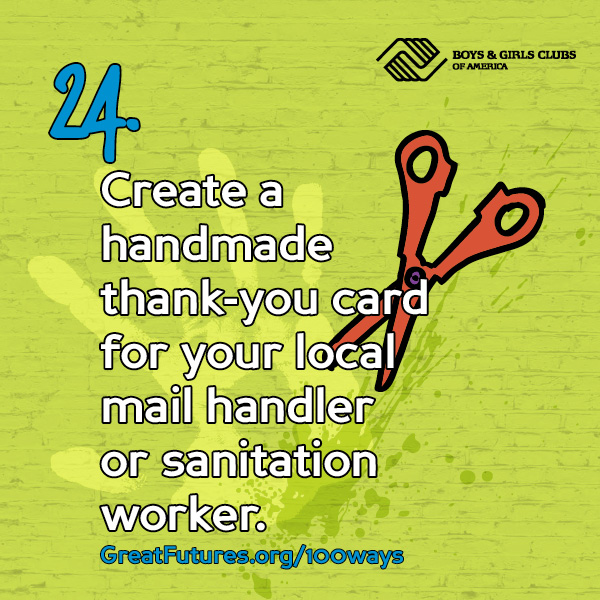 BOYS & GIRLS CLUBS
OF AMERICA
24.
Create a
handmade
thank-you card
for your local
mail handler
or sanitation
worker.
GreatFutures.org/100ways